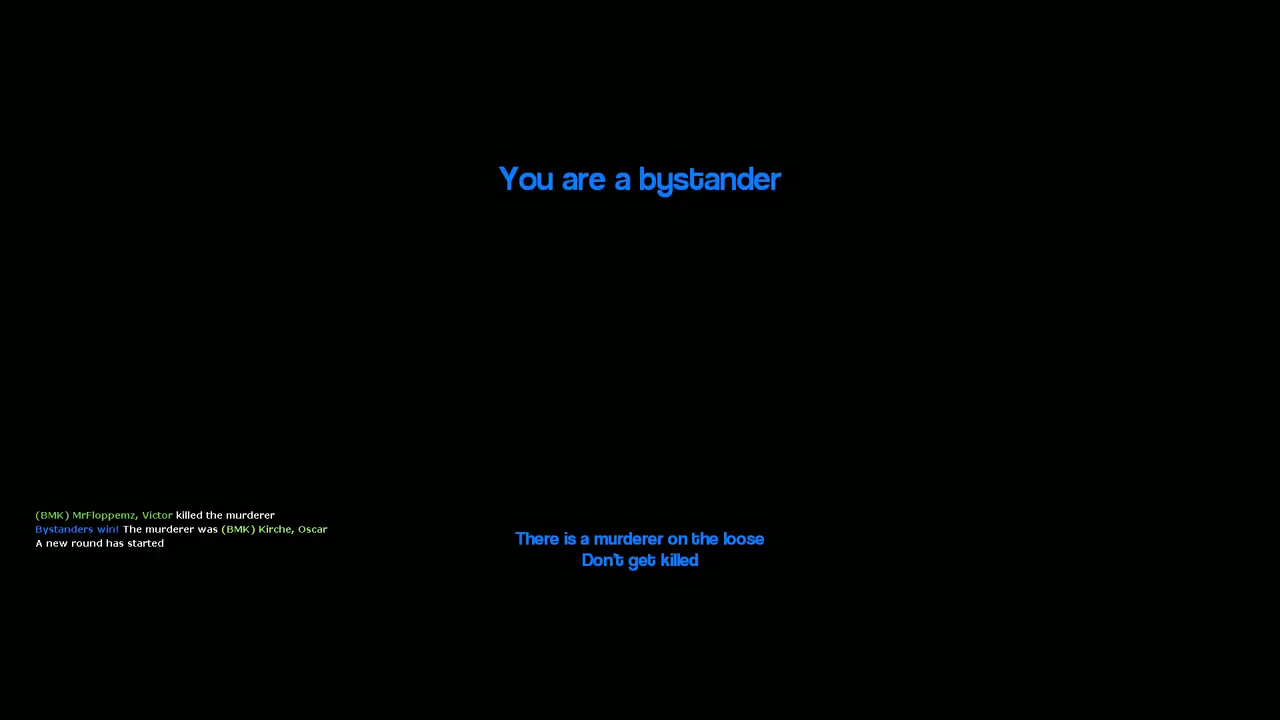 You are a bystander
(BMK) MrFloppemz, Victor killed the murderer
Bystanders win! The murderer was (BMK) Kirche, Oscar
A new round has started
There is a murderer on the loose
Don't get killed